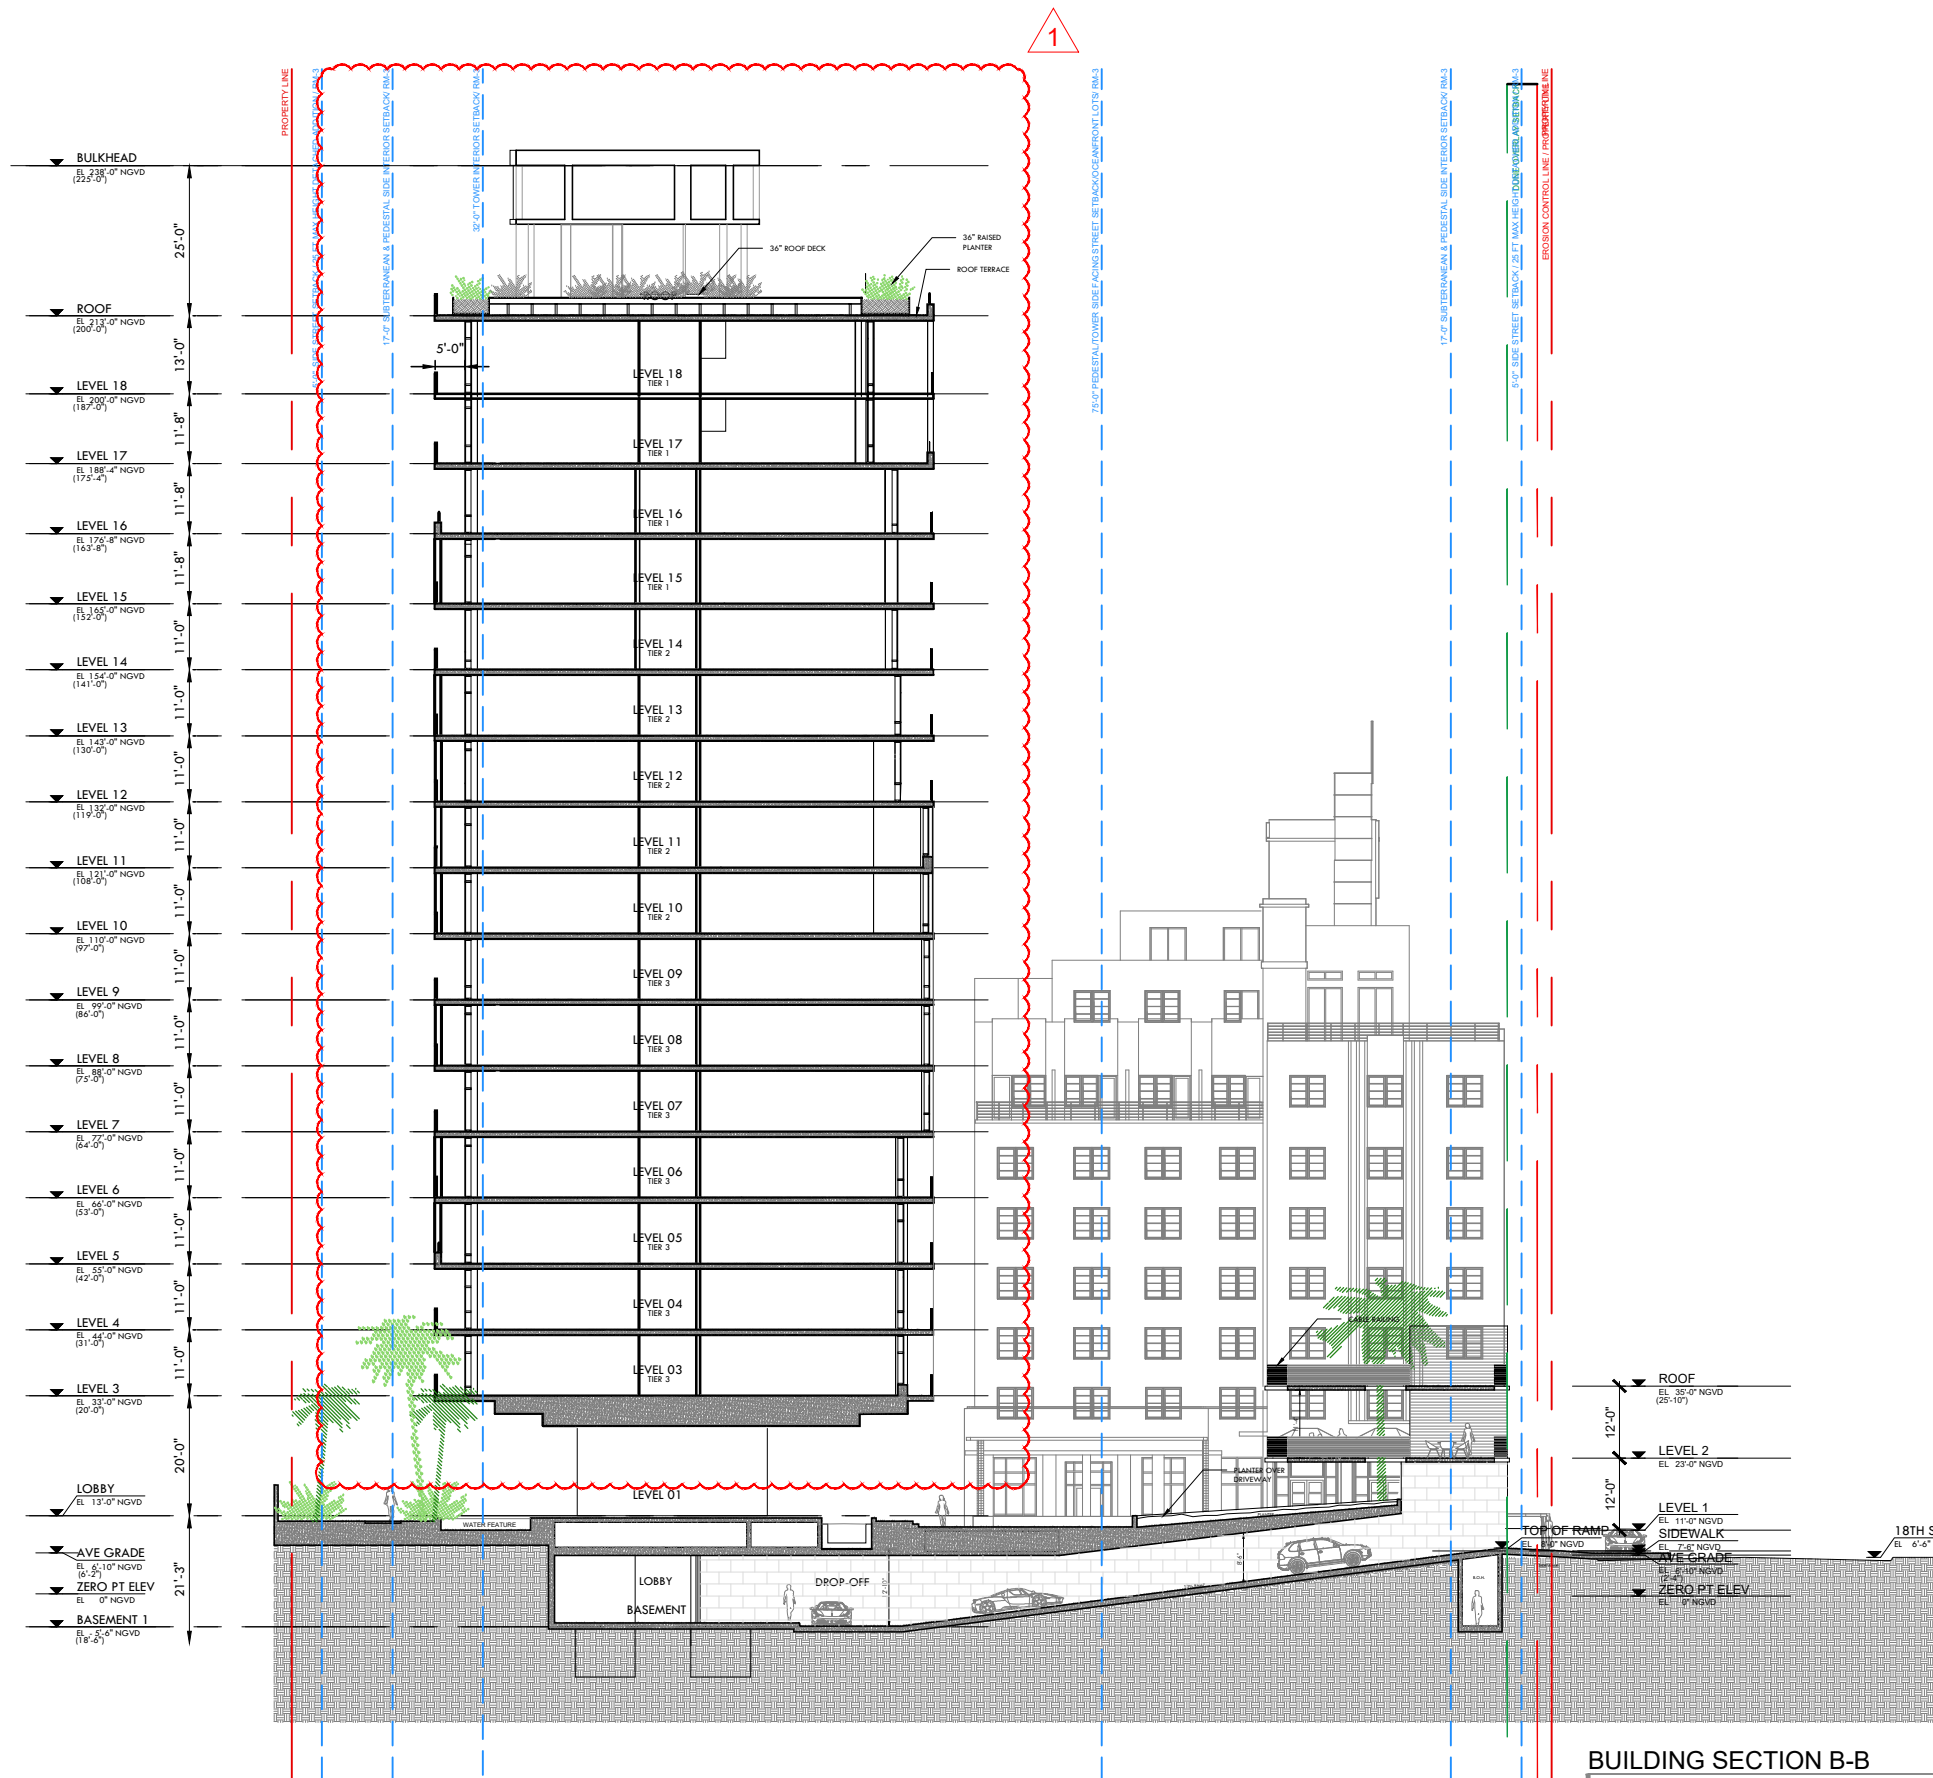 1
PROPERTY LINE
17'-0" SUBTERRANEAN & PEDESTAL SIDE INTERIOR SETBACK/ RM-3
32'-0" TOWER INTERIOR SETBACK/ RM-3
75'-0" PEDESTAL/TOWER SIDE FACING STREET SETBACK/OCEANFRONT LOTS/ RM-3
17'-0" SUBTERRANEAN & PEDESTAL SIDE INTERIOR SETBACK/ RM-3
5'-0" SIDE STREET SETBACK / 25 FT MAX HEIGHT
EROSION CONTROL LINE / PROPERTY LINE
BULKHEAD
EL 238'-0" NGVD
(225'-0")
25'-0"
36" ROOF DECK
36" RAISED
PLANTER
ROOF TERRACE
ROOF
ROOF
EL 213'-0" NGVD
(200'-0")
13'-0"
5'-0"
LEVEL 18
TIER 1
LEVEL 18
EL 200'-0" NGVD
(187'-0")
11'-8"
LEVEL 17
TIER 1
LEVEL 17
EL 188'-4" NGVD
(175'-4")
11'-8"
LEVEL 16
TIER 1
LEVEL 16
EL 176'-8" NGVD
(163'-8")
11'-8"
LEVEL 15
TIER 1
LEVEL 15
EL 165'-0" NGVD
(152'-0")
11'-0"
LEVEL 14
TIER 2
LEVEL 14
EL 154'-0" NGVD
(141'-0")
11'-0"
LEVEL 13
TIER 2
LEVEL 13
EL 143'-0" NGVD
(130'-0")
11'-0"
LEVEL 12
TIER 2
LEVEL 12
EL 132'-0" NGVD
(119'-0")
11'-0"
LEVEL 11
TIER 2
LEVEL 11
EL 121'-0" NGVD
(108'-0")
11'-0"
LEVEL 10
TIER 2
LEVEL 10
EL 110'-0" NGVD
(97'-0")
11'-0"
LEVEL 09
TIER 3
LEVEL 9
EL 99'-0" NGVD
(86'-0")
11'-0"
LEVEL 08
TIER 3
LEVEL 8
EL 88'-0" NGVD
(75'-0")
11'-0"
LEVEL 07
TIER 3
LEVEL 7
EL 77'-0" NGVD
(64'-0")
11'-0"
LEVEL 06
TIER 3
LEVEL 6
EL 66'-0" NGVD
(53'-0")
11'-0"
LEVEL 05
TIER 3
LEVEL 5
EL 55'-0" NGVD
(42'-0")
11'-0"
LEVEL 04
TIER 3
LEVEL 4
EL 44'-0" NGVD
(31'-0")
11'-0"
LEVEL 03
TIER 3
LEVEL 3
EL 33'-0" NGVD
(20'-0")
20'-0"
CABLE RAILING
ROOF
EL 35'-0" NGVD
(25'-10")
12'-0"
LEVEL 2
EL 23'-0" NGVD
12'-0"
PLANTER OVER
DRIVEWAY
LOBBY
EL 13'-0" NGVD
LEVEL 01
WATER FEATURE
LEVEL 1
EL 11'-0" NGVD
TOP OF RAMP
EL 8'-0" NGVD
SIDEWALK
EL 7'-6" NGVD
18TH S
EL 6'-6"
AVE GRADE
EL 6'-10" NGVD
(6'-2")
AVE GRADE
EL 6'-10" NGVD
(2'-4")
21'-3"
ZERO PT ELEV
EL 0" NGVD
ZERO PT ELEV
EL 0" NGVD
LOBBY
DROP-OFF
8'-6"
B.O.H.
BASEMENT
BASEMENT 1
EL - 5'-6" NGVD
(18'-6")
BUILDING SECTION B-B